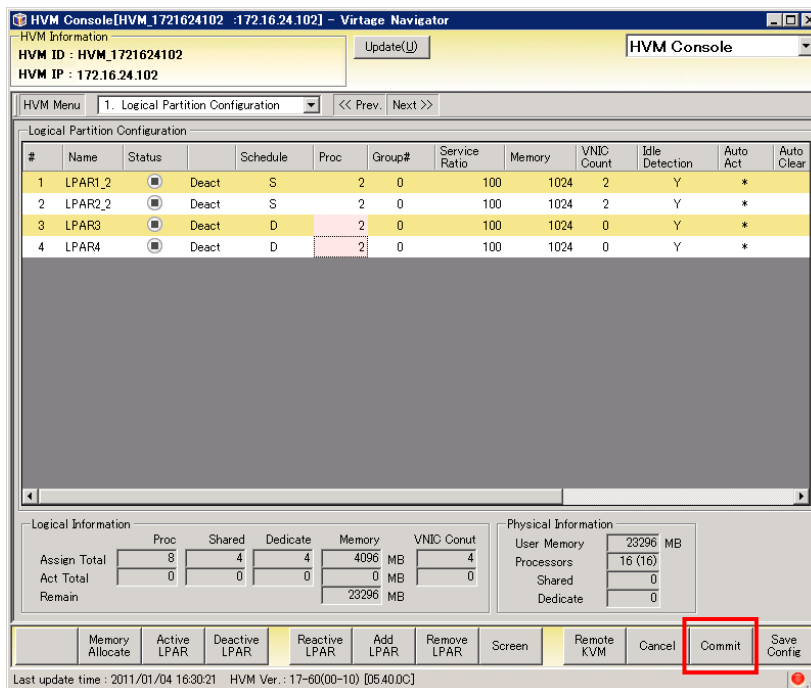 HVM Console[HVM_1721624102 :172.16.24.102] - Virtage Navigator
HVM Information
HVM ID : HVM_1721624102
HVM IP : 172.16.24.102
Update(U)
HVM Console
HVM Menu 1. Logical Partition Configuration << Prev. Next >>
Logical Partition Configuration
# Name Status Schedule Proc Group# Service Ratio Memory VNIC Count Idle Detection Auto Act Auto Clear
1 LPAR1_2 Deact S 2 0 100 1024 2 Y *
2 LPAR2_2 Deact S 2 0 100 1024 2 Y *
3 LPAR3 Deact D 2 0 100 1024 0 Y *
4 LPAR4 Deact D 2 0 100 1024 0 Y *
Logical Information
Proc Shared Dedicate Memory VNIC Conut
Assign Total 8 4 4 4096 MB 4
Act Total 0 0 0 0 MB 0
Remain 23296 MB
Physical Information
User Memory 23296 MB
Processors 16 (16)
Shared 0
Dedicate 0
Memory Allocate Active LPAR Deactive LPAR Reactive LPAR Add LPAR Remove LPAR Screen Remote KVM Cancel Commit Save Config
Last update time : 2011/01/04 16:30:21 HVM Ver. : 17-60(00-10) [05.40.0C]